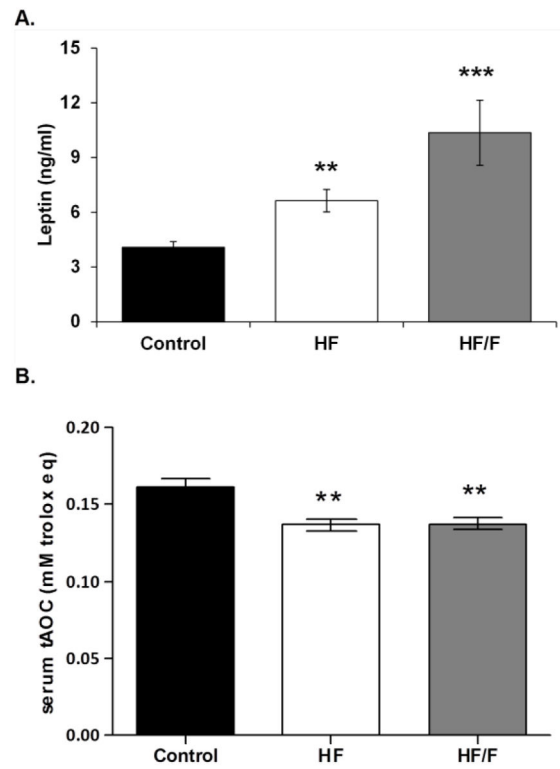 A.
Leptin (ng/ml)
15
12
9
6
3
0
**
***
Control HF HF/F
B.
serum tAOC (mM trolox eq)
0.20
0.15
0.10
0.05
0.00
** **
Control HF HF/F